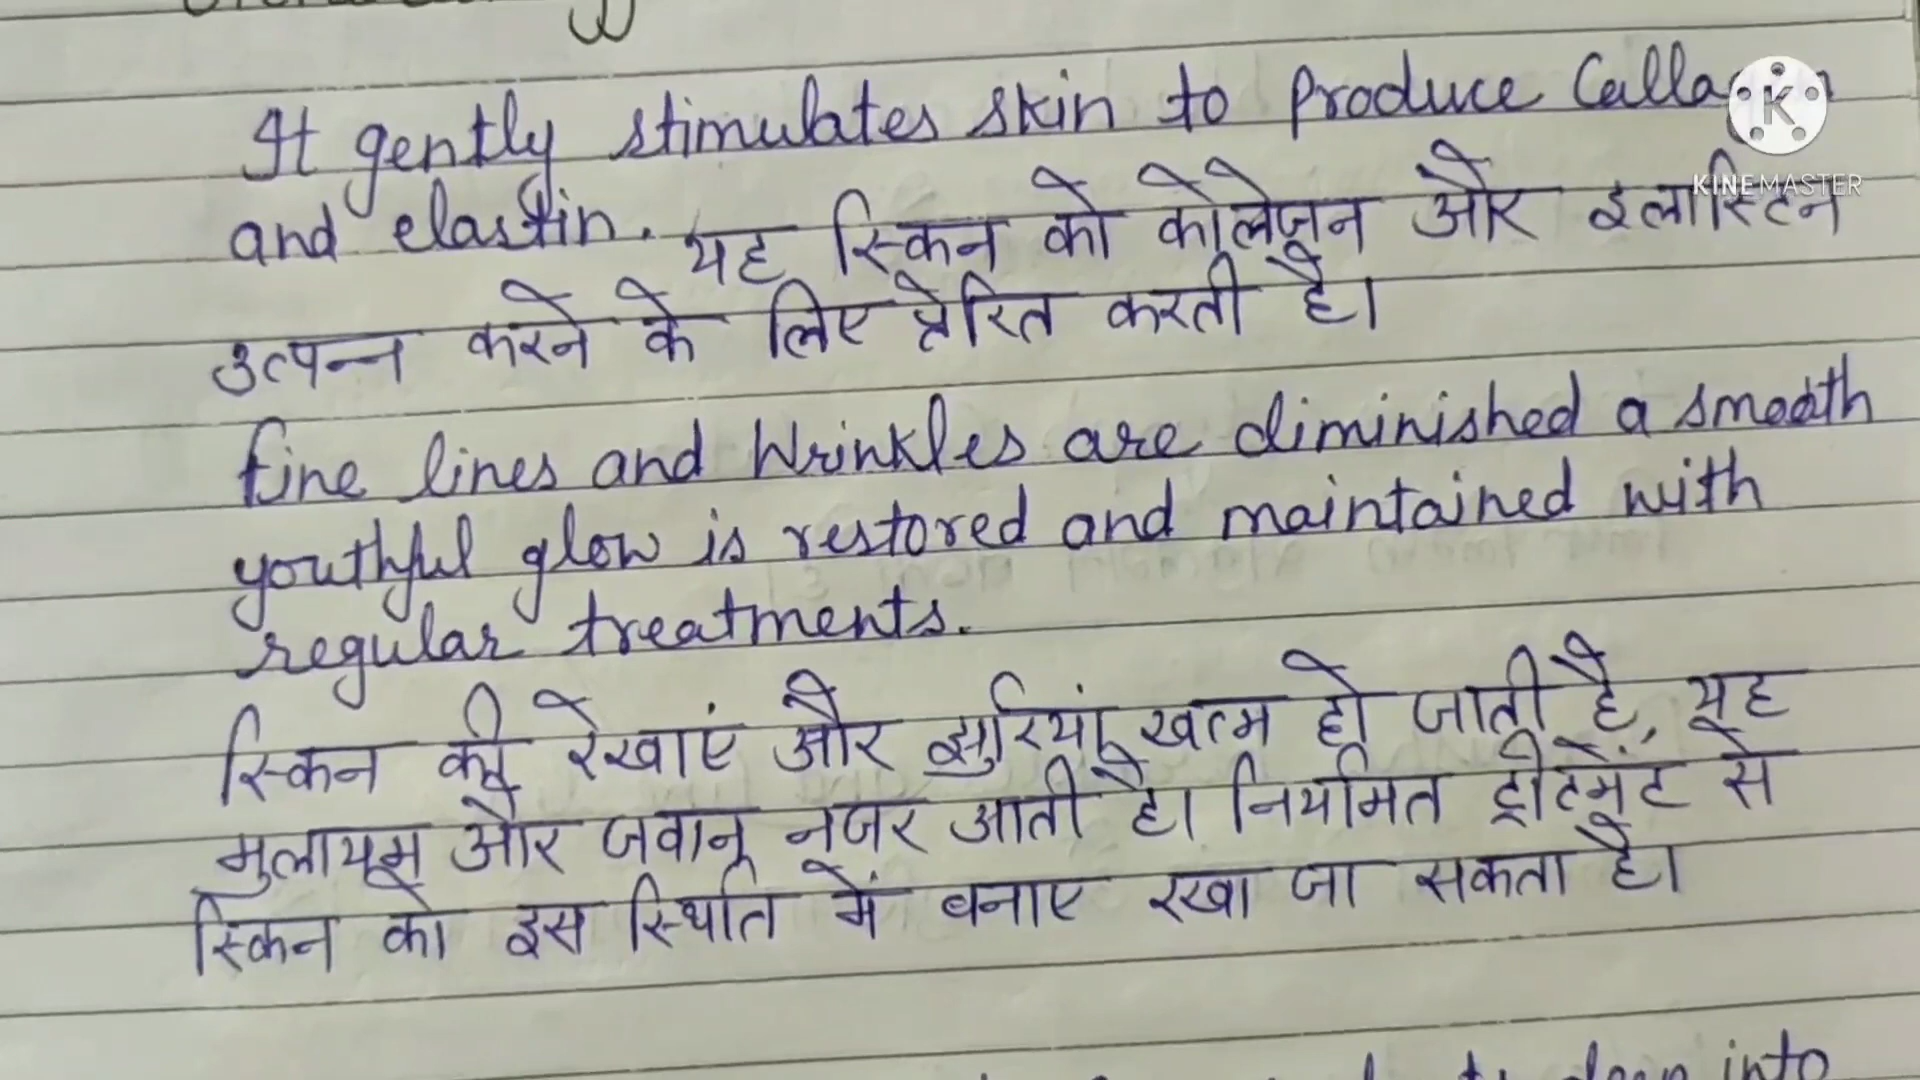 It gently stimulates skin to Produce
KINEMASTER
and elastin. यह स्किन को कोलेजन और इलास्टिन
उत्पन्न करने के लिए प्रेरित करती है।
fine lines and Wrinkles are diminished a smooth
youthful glow is restored and maintained with
regular treatments.
स्किन की रेखाएं और झुरियां खत्म हो जाती है, यह
मुलायम और जवान नजर आती है। नियमित ट्रीटमेंट से
स्किन को इस स्थिति में बनाए रखा जा सकता है।
deep into